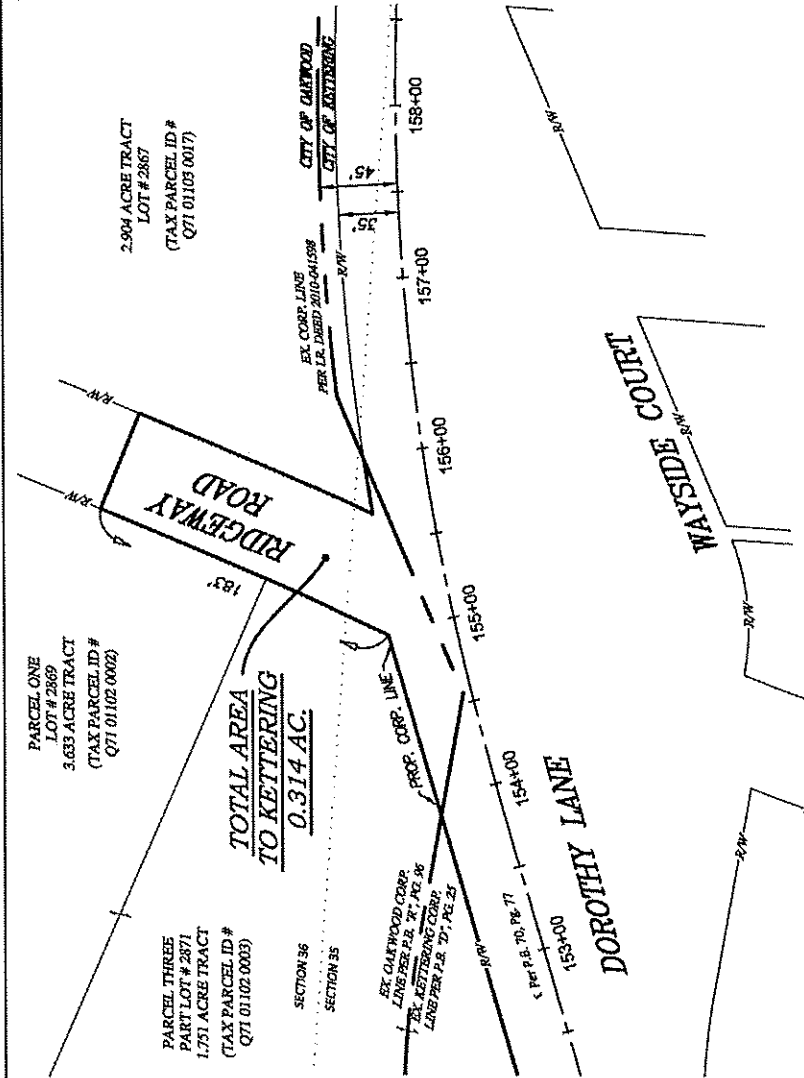 2.904 ACRE TRACT
LOT # 2867
(TAX PARCEL ID #
Q71 01103 0017)
CITY OF OAKWOOD
CITY OF KETTERING
45'
35'
R/W
158+00
157+00
156+00
155+00
154+00
153+00
EX. CORP. LINE
PER I.R. DEED 2010-041598
R/W
R/W
RIDGEWAY
ROAD
183'
PARCEL ONE
LOT # 2869
3.633 ACRE TRACT
(TAX PARCEL ID #
Q71 01102 0002)
TOTAL AREA
TO KETTERING
0.314 AC.
PROP. CORP. LINE
PARCEL THREE
PART LOT # 2871
1.751 ACRE TRACT
(TAX PARCEL ID #
Q71 01102 0003)
SECTION 36
SECTION 35
EX. OAKWOOD CORP.
LINE PER P.B. "R", PG. 96
EX. KETTERING CORP.
LINE PER P.B. "D", PG. 25
R/W
Per P.B. 70, Pg. 77
DOROTHY LANE
WAYSIDE COURT
R/W
R/W
R/W
R/W